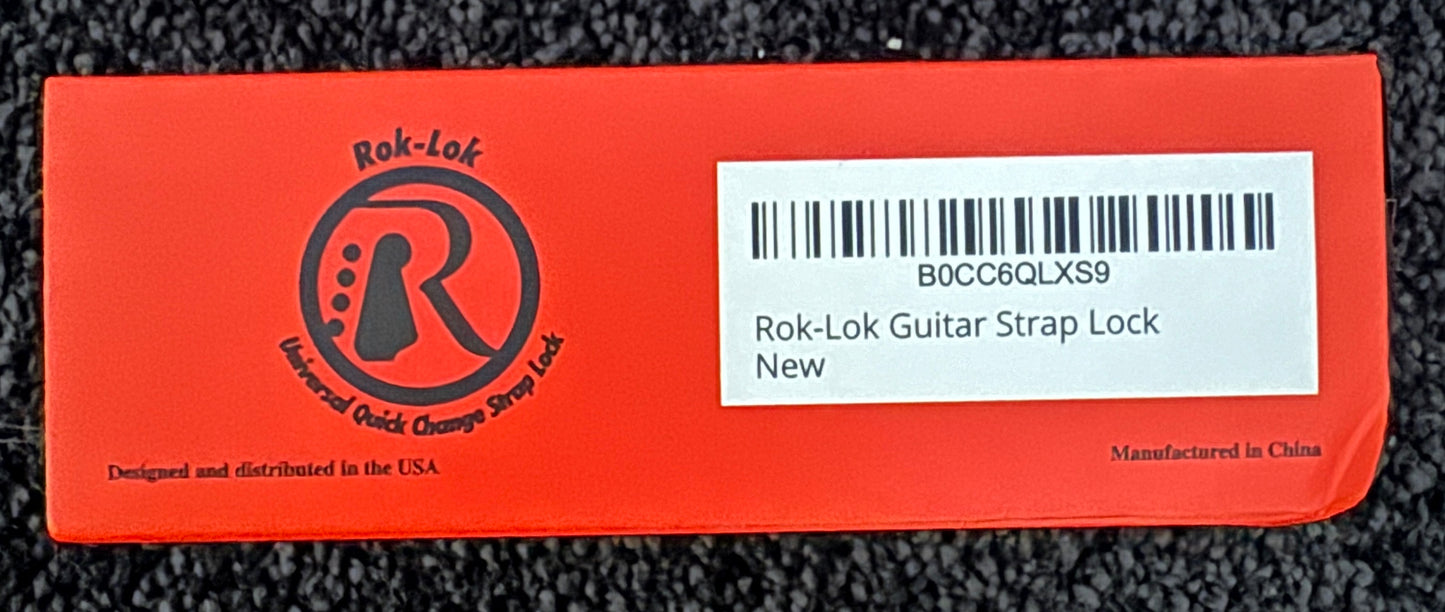 Rok-Lok
R
Universal Quick Change Strap Lock
Designed and distributed in the USA
B0CC6QLXS9
Rok-Lok Guitar Strap Lock
New
Manufactured in China